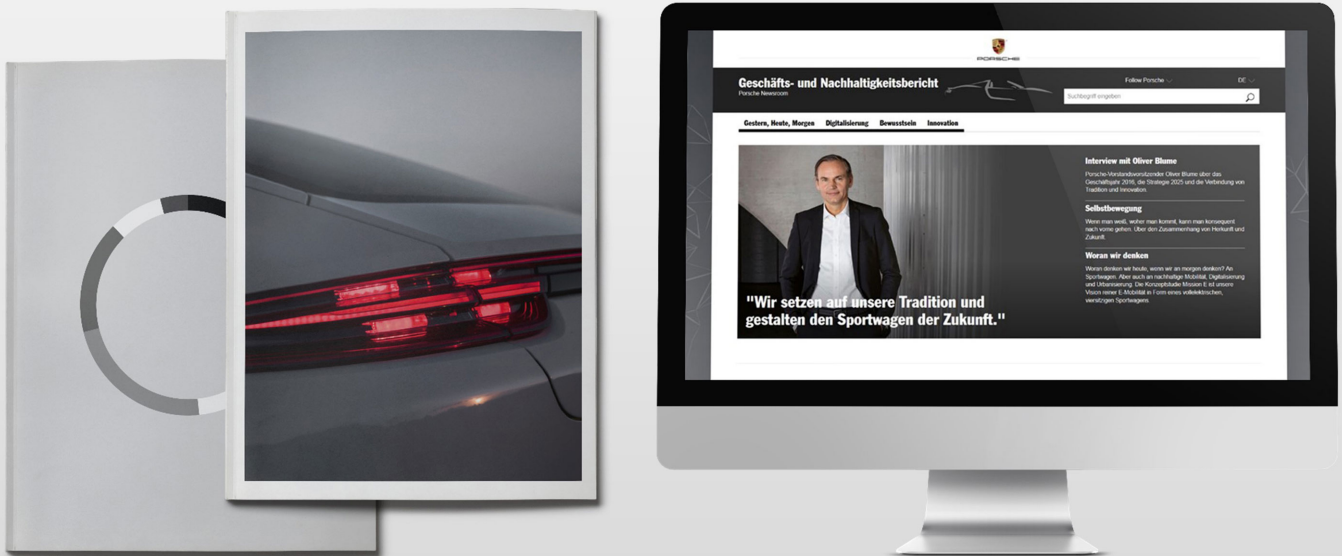 PORSCHE
Geschäfts- und Nachhaltigkeitsbericht
Porsche Newsroom
Follow Porsche
DE
Suchbegriff eingeben
Gestern, Heute, Morgen
Digitalisierung
Bewusstsein
Innovation
"Wir setzen auf unsere Tradition und
gestalten den Sportwagen der Zukunft."
Interview mit Oliver Blume
Porsche-Vorstandsvorsitzender Oliver Blume über das
Geschäftsjahr 2016, die Strategie 2025 und die Verbindung von
Tradition und Innovation.
Selbstbewegung
Wenn man weiß, woher man kommt, kann man konsequent
nach vorne gehen. Über den Zusammenhang von Herkunft und
Zukunft.
Woran wir denken
Woran denken wir heute, wenn wir an morgen denken? An
Sportwagen. Aber auch an nachhaltige Mobilität, Digitalisierung
und Urbanisierung. Die Konzeptstudie Mission E ist unsere
Vision reiner E-Mobilität in Form eines vollelektrischen,
viersitzigen Sportwagens.